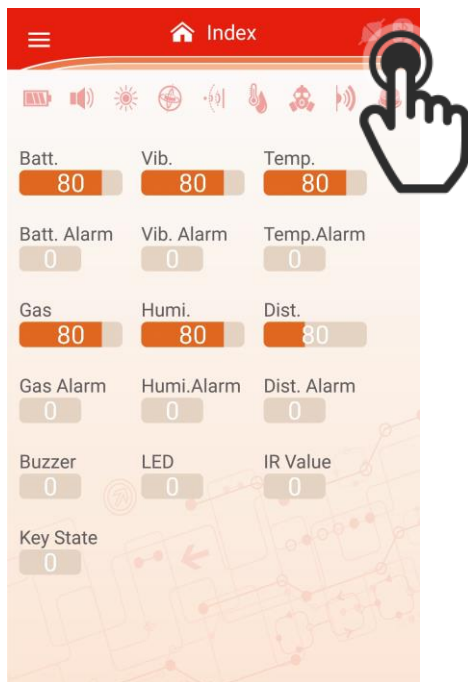 Index
Batt. Vib. Temp.
80 80 80
Batt. Alarm Vib. Alarm Temp.Alarm
0 0 0
Gas Humi. Dist.
80 80 80
Gas Alarm Humi.Alarm Dist. Alarm
0 0 0
Buzzer LED IR Value
0 0 0
Key State
0